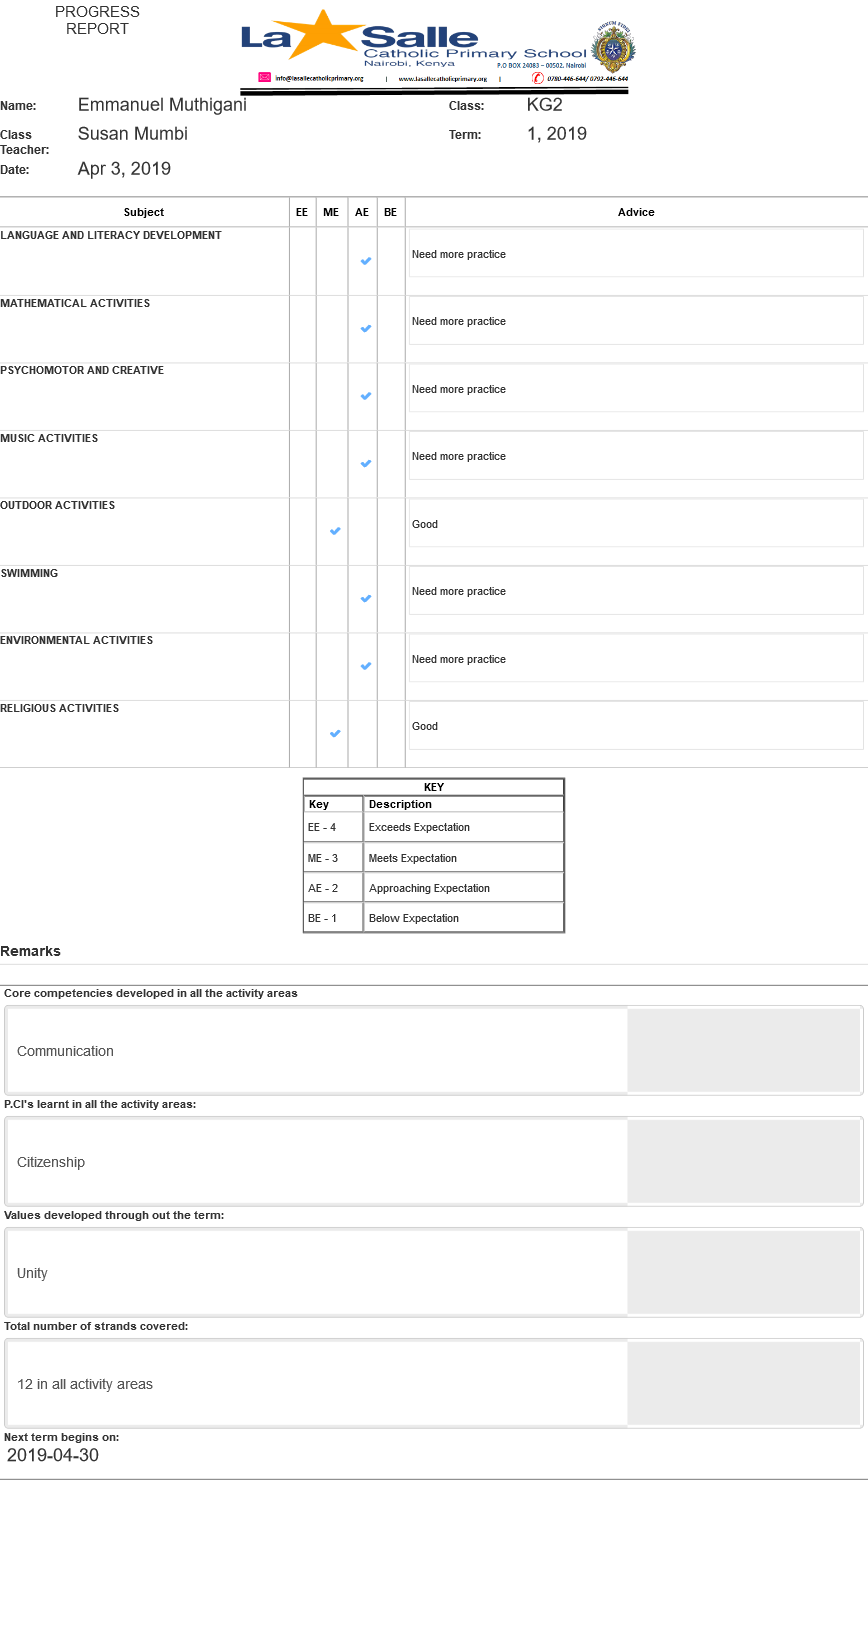 PROGRESS
REPORT
La Salle
Catholic Primary School
Nairobi, Kenya
P.O BOX 24083 – 00502, Nairobi
info@lasallecatholicprimary.org | www.lasallecatholicprimary.org | 0780-446-644/ 0792-446-644
Name: Emmanuel Muthigani Class: KG2
Class Teacher: Susan Mumbi Term: 1, 2019
Date: Apr 3, 2019
Subject EE ME AE BE Advice
LANGUAGE AND LITERACY DEVELOPMENT
Need more practice
MATHEMATICAL ACTIVITIES
Need more practice
PSYCHOMOTOR AND CREATIVE
Need more practice
MUSIC ACTIVITIES
Need more practice
OUTDOOR ACTIVITIES
Good
SWIMMING
Need more practice
ENVIRONMENTAL ACTIVITIES
Need more practice
RELIGIOUS ACTIVITIES
Good
KEY
Key Description
EE - 4 Exceeds Expectation
ME - 3 Meets Expectation
AE - 2 Approaching Expectation
BE - 1 Below Expectation
Remarks
Core competencies developed in all the activity areas
Communication
P.CI's learnt in all the activity areas:
Citizenship
Values developed through out the term:
Unity
Total number of strands covered:
12 in all activity areas
Next term begins on:
2019-04-30